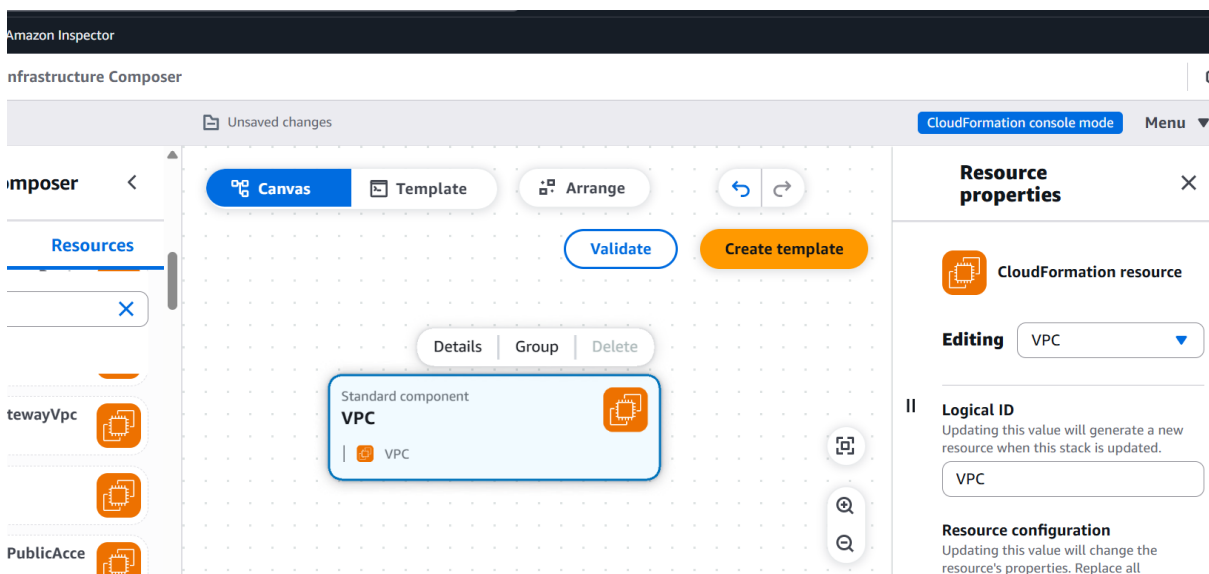 Amazon Inspector
nfrastructure Composer
Unsaved changes
CloudFormation console mode
Menu
omposer
Canvas
Template
Arrange
Resources
Validate
Create template
Details
Group
Delete
Standard component
VPC
VPC
tewayVpc
PublicAcce
Resource
properties
CloudFormation resource
Editing
VPC
Logical ID
Updating this value will generate a new
resource when this stack is updated.
VPC
Resource configuration
Updating this value will change the
resource's properties. Replace all